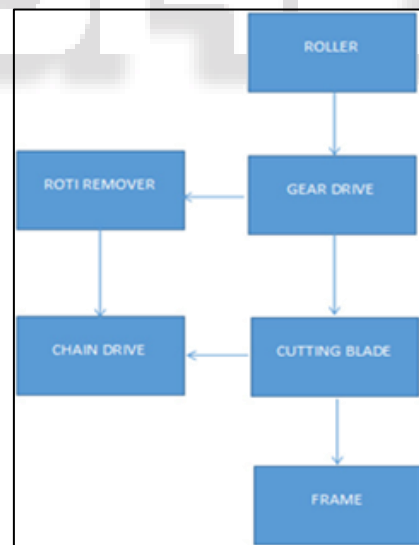 ROLLER
ROTI REMOVER
GEAR DRIVE
CHAIN DRIVE
CUTTING BLADE
FRAME